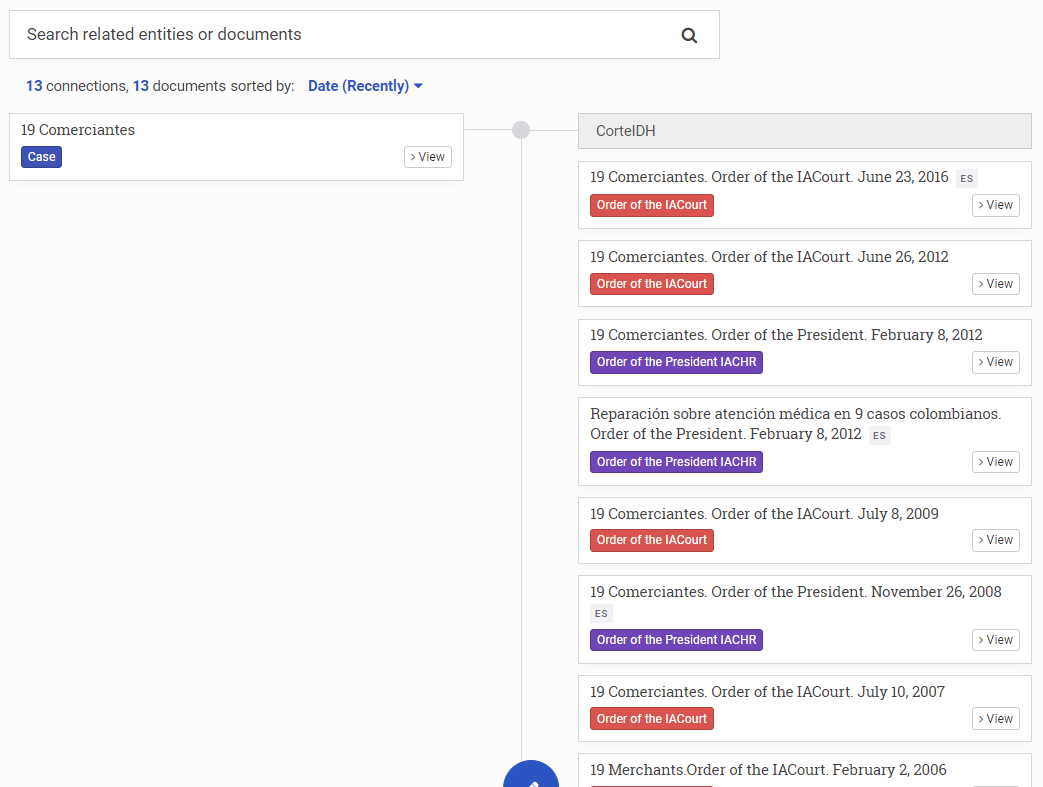 Search related entities or documents
13 connections, 13 documents sorted by: Date (Recently)
19 Comerciantes
Case
View
CorteIDH
19 Comerciantes. Order of the IACourt. June 23, 2016 ES
Order of the IACourt
View
19 Comerciantes. Order of the IACourt. June 26, 2012
Order of the IACourt
View
19 Comerciantes. Order of the President. February 8, 2012
Order of the President IACHR
View
Reparación sobre atención médica en 9 casos colombianos.
Order of the President. February 8, 2012 ES
Order of the President IACHR
View
19 Comerciantes. Order of the IACourt. July 8, 2009
Order of the IACourt
View
19 Comerciantes. Order of the President. November 26, 2008
ES
Order of the President IACHR
View
19 Comerciantes. Order of the IACourt. July 10, 2007
Order of the IACourt
View
19 Merchants.Order of the IACourt. February 2, 2006